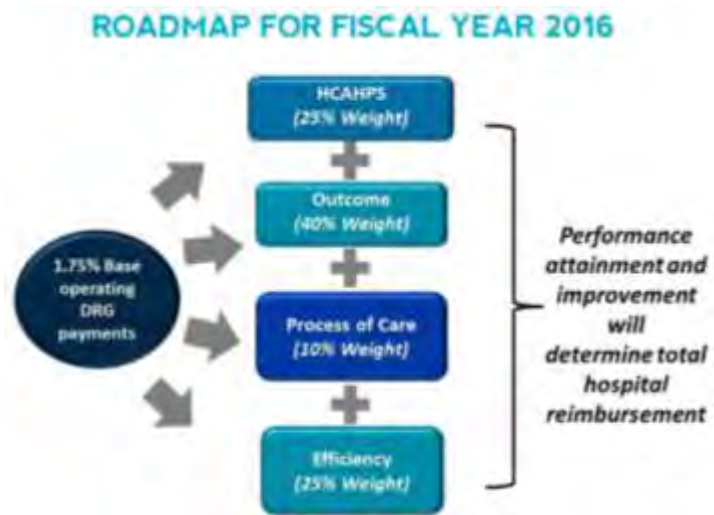 ROADMAP FOR FISCAL YEAR 2016
HCAHPS
(25% Weight)
Outcome
(40% Weight)
1.75% Base
operating
DRG
payments
Process of Care
(10% Weight)
Efficiency
(25% Weight)
Performance
attainment and
improvement
will
determine total
hospital
reimbursement